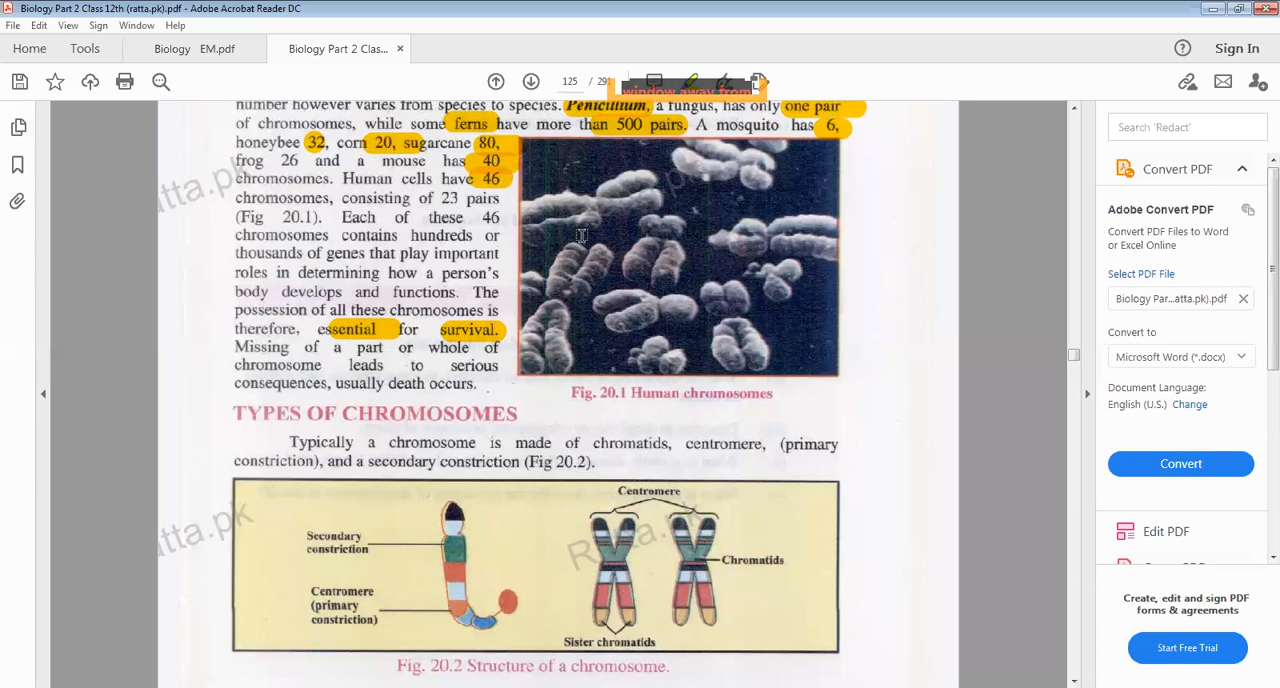 Biology Part 2 Class 12th (ratta.pk).pdf - Adobe Acrobat Reader DC
File Edit View Sign Window Help
Home Tools Biology EM.pdf Biology Part 2 Clas... × Sign In
125 / 291
window away from
number however varies from species to species. Penicillium, a fungus, has only one pair
of chromosomes, while some ferns have more than 500 pairs. A mosquito has 6,
honeybee 32, corn 20, sugarcane 80,
frog 26 and a mouse has 40
chromosomes. Human cells have 46
chromosomes, consisting of 23 pairs
(Fig 20.1). Each of these 46
chromosomes contains hundreds or
thousands of genes that play important
roles in determining how a person's
body develops and functions. The
possession of all these chromosomes is
therefore, essential for survival.
Missing of a part or whole of
chromosome leads to serious
consequences, usually death occurs.
Fig. 20.1 Human chromosomes
TYPES OF CHROMOSOMES
Typically a chromosome is made of chromatids, centromere, (primary
constriction), and a secondary constriction (Fig 20.2).
Centromere
Secondary
constriction
Chromatids
Centromere
(primary
constriction)
Sister chromatids
Fig. 20.2 Structure of a chromosome.
ratta.pk
ratta.pk
Ratta.pk
Search 'Redact'
Convert PDF
Adobe Convert PDF
Convert PDF Files to Word
or Excel Online
Select PDF File
Biology Par...atta.pk).pdf
Convert to
Microsoft Word (*.docx)
Document Language:
English (U.S.) Change
Convert
Edit PDF
Create, edit and sign PDF
forms & agreements
Start Free Trial